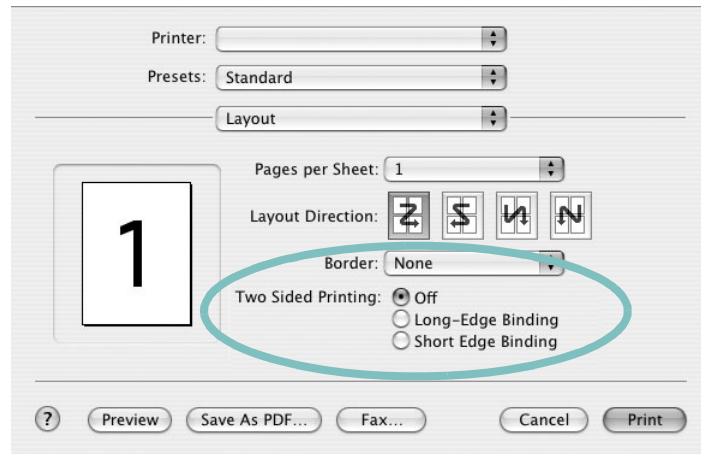 Printer:
Presets: Standard
Layout
Pages per Sheet: 1
Layout Direction:
1
Border: None
Two Sided Printing: Off
Long-Edge Binding
Short Edge Binding
? Preview Save As PDF... Fax... Cancel Print